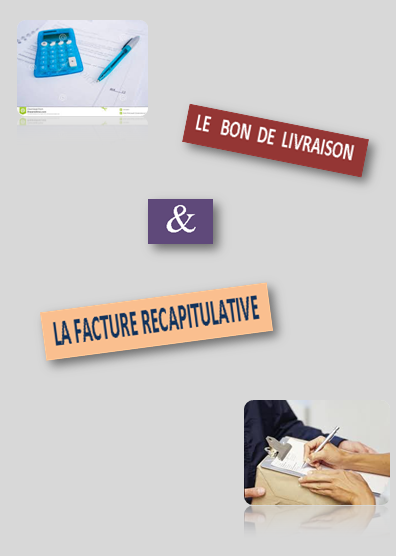 LE BON DE LIVRAISON
&
LA FACTURE RECAPITULATIVE